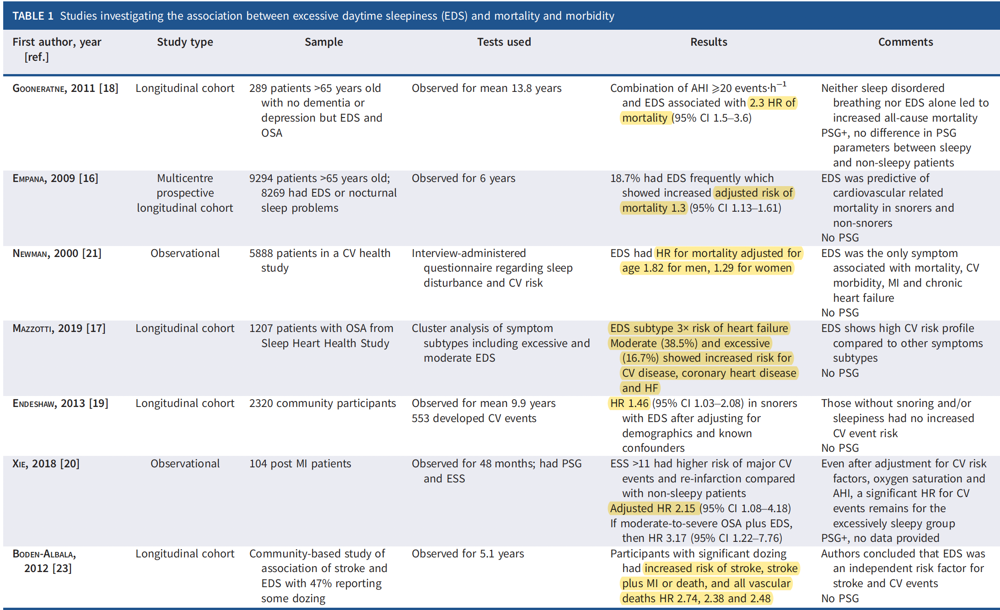 TABLE 1 Studies investigating the association between excessive daytime sleepiness (EDS) and mortality and morbidity
First author, year
[ref.]
Study type
Sample
Tests used
Results
Comments
GOONERATNE, 2011 [18]
Longitudinal cohort
289 patients >65 years old
with no dementia or
depression but EDS and
OSA
Observed for mean 13.8 years
Combination of AHI ⩾20 events·h⁻¹
and EDS associated with 2.3 HR of
mortality (95% CI 1.5–3.6)
Neither sleep disordered
breathing nor EDS alone led to
increased all-cause mortality
PSG+, no difference in PSG
parameters between sleepy
and non-sleepy patients
EMPANA, 2009 [16]
Multicentre
prospective
longitudinal cohort
9294 patients >65 years old;
8269 had EDS or nocturnal
sleep problems
Observed for 6 years
18.7% had EDS frequently which
showed increased adjusted risk of
mortality 1.3 (95% CI 1.13–1.61)
EDS was predictive of
cardiovascular related
mortality in snorers and
non-snorers
No PSG
NEWMAN, 2000 [21]
Observational
5888 patients in a CV health
study
Interview-administered
questionnaire regarding sleep
disturbance and CV risk
EDS had HR for mortality adjusted for
age 1.82 for men, 1.29 for women
EDS was the only symptom
associated with mortality, CV
morbidity, MI and chronic
heart failure
No PSG
MAZZOTTI, 2019 [17]
Longitudinal cohort
1207 patients with OSA from
Sleep Heart Health Study
Cluster analysis of symptom
subtypes including excessive and
moderate EDS
EDS subtype 3× risk of heart failure
Moderate (38.5%) and excessive
(16.7%) showed increased risk for
CV disease, coronary heart disease
and HF
EDS shows high CV risk profile
compared to other symptoms
subtypes
No PSG
ENDESHAW, 2013 [19]
Longitudinal cohort
2320 community participants
Observed for mean 9.9 years
553 developed CV events
HR 1.46 (95% CI 1.03–2.08) in snorers
with EDS after adjusting for
demographics and known
confounders
Those without snoring and/or
sleepiness had no increased
CV event risk
No PSG
XIE, 2018 [20]
Observational
104 post MI patients
Observed for 48 months; had PSG
and ESS
ESS >11 had higher risk of major CV
events and re-infarction compared
with non-sleepy patients
Adjusted HR 2.15 (95% CI 1.08–4.18)
If moderate-to-severe OSA plus EDS,
then HR 3.17 (95% CI 1.22–7.76)
Even after adjustment for CV risk
factors, oxygen saturation and
AHI, a significant HR for CV
events remains for the
excessively sleepy group
PSG+, no data provided
BODEN-ALBALA,
2012 [23]
Longitudinal cohort
Community-based study of
association of stroke and
EDS with 47% reporting
some dozing
Observed for 5.1 years
Participants with significant dozing
had increased risk of stroke, stroke
plus MI or death, and all vascular
deaths HR 2.74, 2.38 and 2.48
Authors concluded that EDS was
an independent risk factor for
stroke and CV events
No PSG